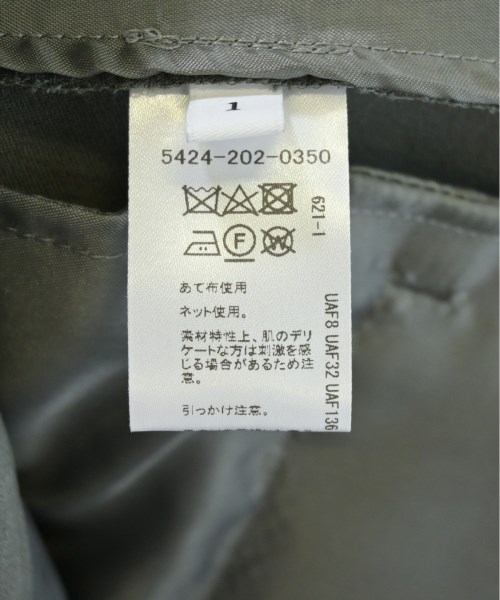 1
5424-202-0350
621-1
F
W
あて布使用
ネット使用。
素材特性上、肌のデリ
ケートな方は刺激を感
じる場合があるため注
意。
引っかけ注意。
UAF8 UAF32 UAF136